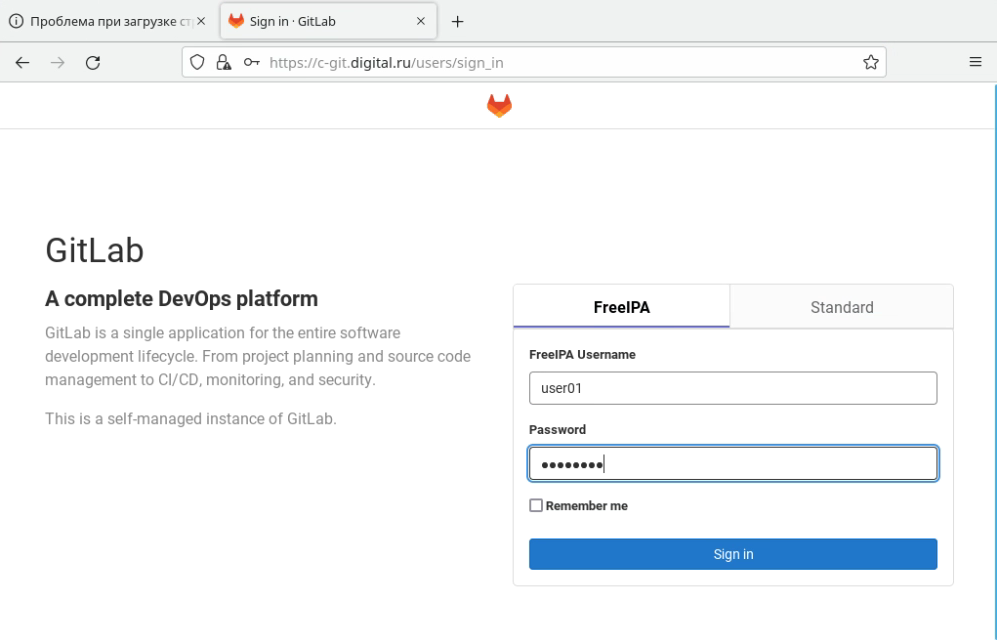 Проблема при загрузке
Sign in · GitLab
https://c-git.digital.ru/users/sign_in
GitLab
A complete DevOps platform
GitLab is a single application for the entire software
development lifecycle. From project planning and source code
management to CI/CD, monitoring, and security.
This is a self-managed instance of GitLab.
FreeIPA
Standard
FreeIPA Username
user01
Password
Remember me
Sign in